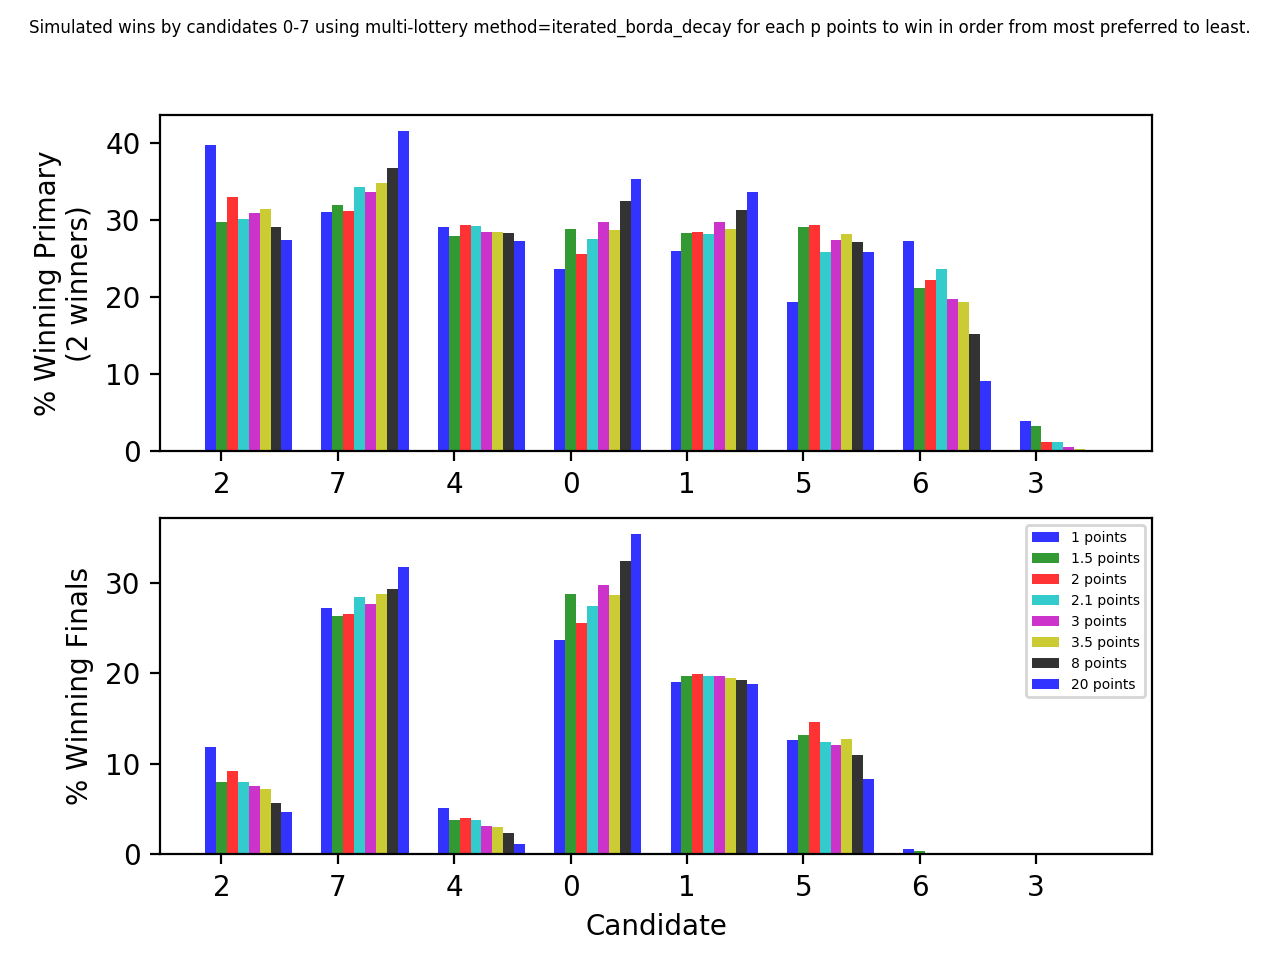 Simulated wins by candidates 0-7 using multi-lottery method=iterated_borda_decay for each p points to win in order from most preferred to least.
% Winning Primary
(2 winners)
40
30
20
10
0
2 7 4 0 1 5 6 3
% Winning Finals
30
20
10
0
1 points
1.5 points
2 points
2.1 points
3 points
3.5 points
8 points
20 points
2 7 4 0 1 5 6 3
Candidate